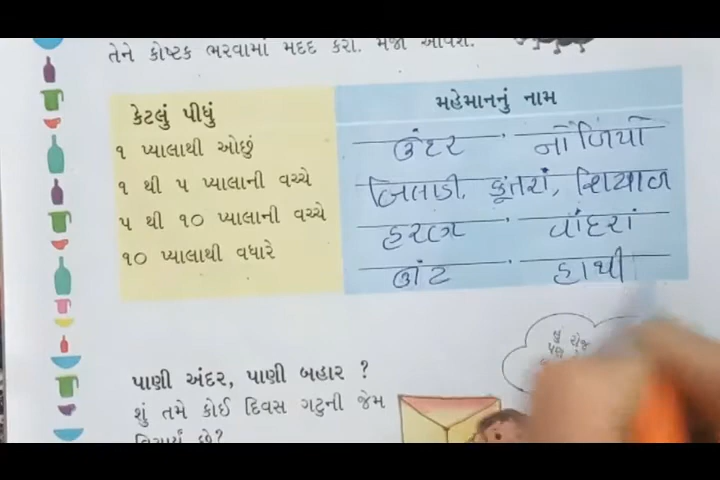 તેને કોષ્ટક ભરવામાં મદદ કરો. મજા આવશે.
કેટલું પીધું
મહેમાનનું નામ
૧ પ્યાલાથી ઓછું
ઉંદર . નોળિયો
૧ થી ૫ પ્યાલાની વચ્ચે
બિલાડી, કૂતરાં, શિયાળ
૫ થી ૧૦ પ્યાલાની વચ્ચે
હરણ . વાંદરાં
૧૦ પ્યાલાથી વધારે
ઊંટ . હાથી
પાણી અંદર, પાણી બહાર ?
શું તમે કોઈ દિવસ ગટુની જેમ
વિચાર્યું છે?
હું રોજ
પણ